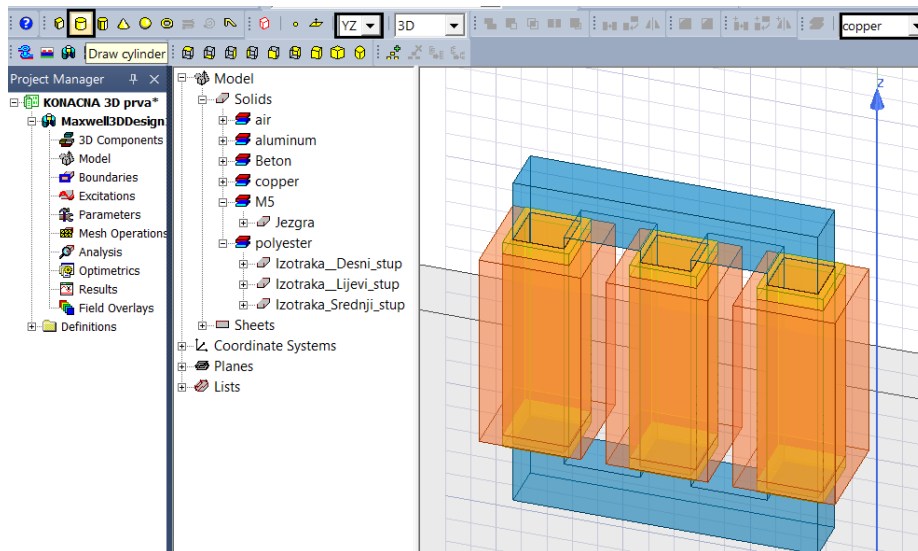 YZ
3D
copper
Draw cylinder
Project Manager
KONACNA 3D prva*
Maxwell3DDesign
3D Components
Model
Boundaries
Excitations
Parameters
Mesh Operations
Analysis
Optimetrics
Results
Field Overlays
Definitions
Model
Solids
air
aluminum
Beton
copper
M5
Jezgra
polyester
Izotraka__Desni_stup
Izotraka__Lijevi_stup
Izotraka_Srednji_stup
Sheets
Coordinate Systems
Planes
Lists
Z